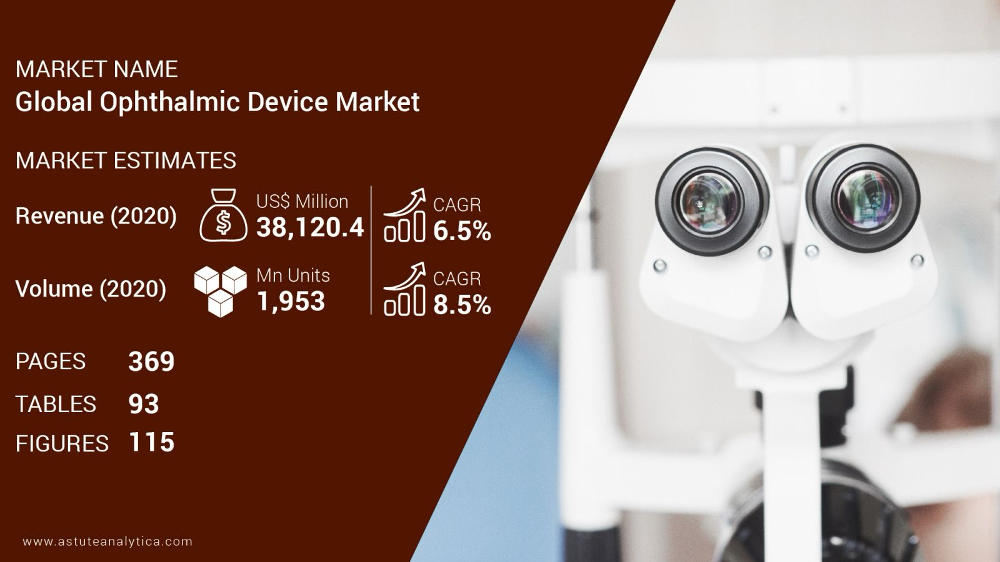 MARKET NAME
Global Ophthalmic Device Market
MARKET ESTIMATES
Revenue (2020)
$
US$ Million
38,120.4
CAGR
6.5%
Volume (2020)
Mn Units
1,953
CAGR
8.5%
PAGES 369
TABLES 93
FIGURES 115
www.astuteanalytica.com